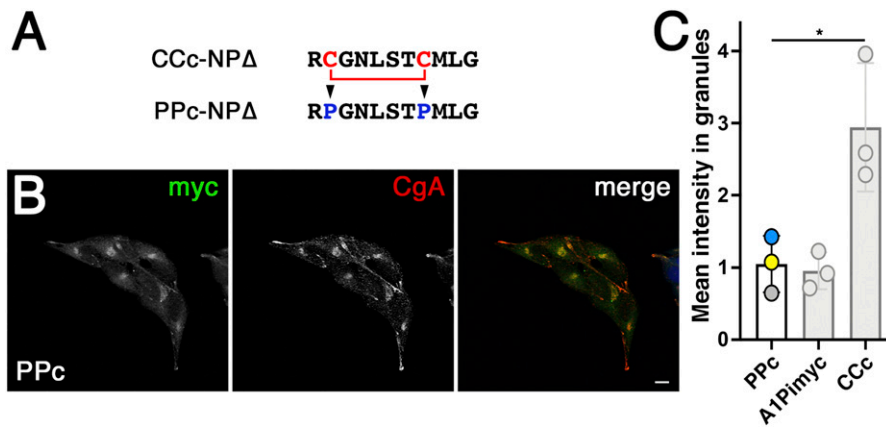 A
CCc-NPΔ RCGNLSTCMLG
PPc-NPΔ RPGNLSTPMLG
B
myc
CgA
merge
PPc
C
Mean intensity in granules
*
4
3
2
1
0
PPc
A1Pimyc
CCc